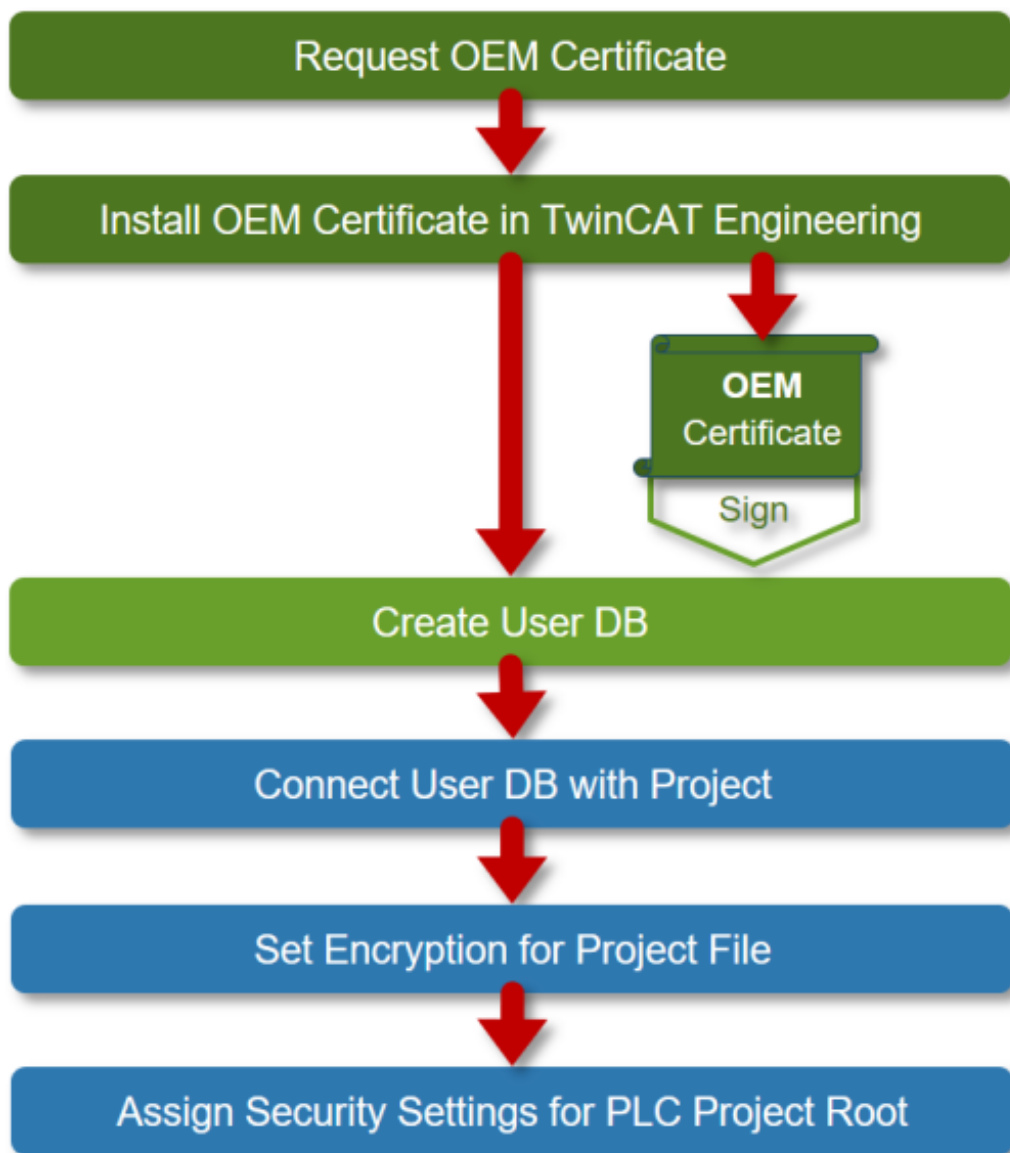 Request OEM Certificate
Install OEM Certificate in TwinCAT Engineering
OEM
Certificate
Sign
Create User DB
Connect User DB with Project
Set Encryption for Project File
Assign Security Settings for PLC Project Root